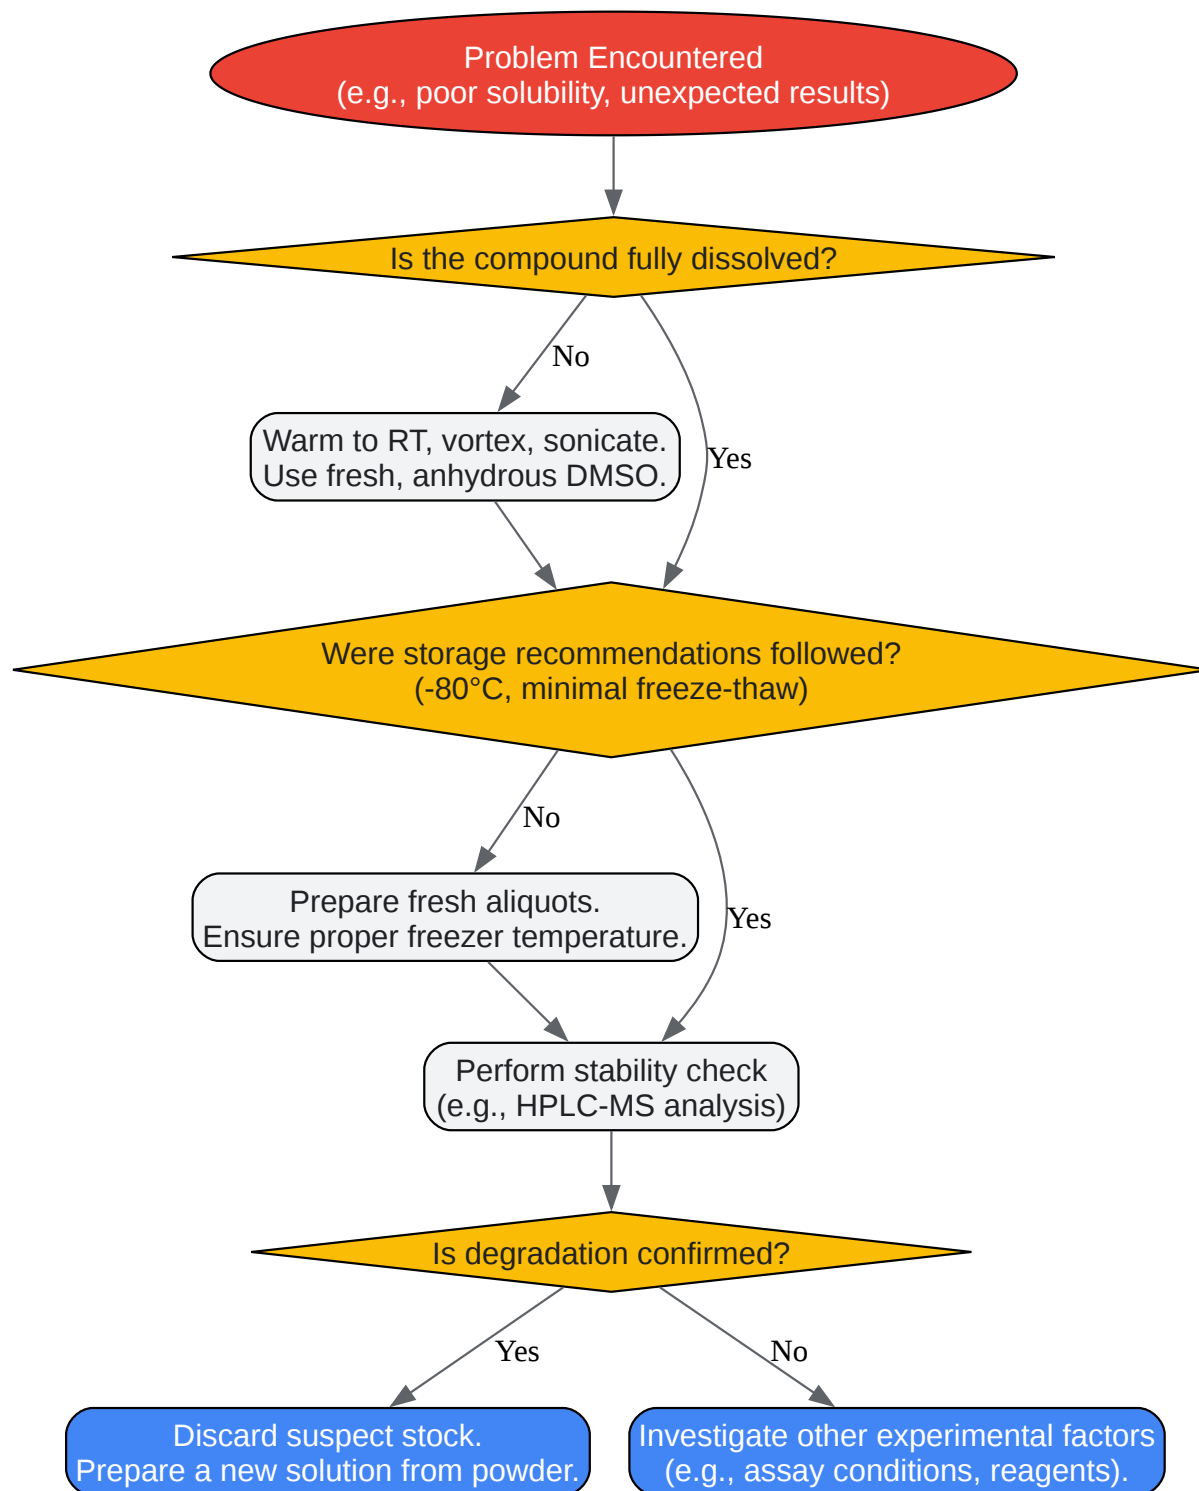 Problem Encountered
(e.g., poor solubility, unexpected results)
Is the compound fully dissolved?
No
Warm to RT, vortex, sonicate.
Use fresh, anhydrous DMSO.
Yes
Were storage recommendations followed?
(-80°C, minimal freeze-thaw)
No
Prepare fresh aliquots.
Ensure proper freezer temperature.
Yes
Perform stability check
(e.g., HPLC-MS analysis)
Is degradation confirmed?
Yes
No
Discard suspect stock.
Prepare a new solution from powder.
Investigate other experimental factors
(e.g., assay conditions, reagents).